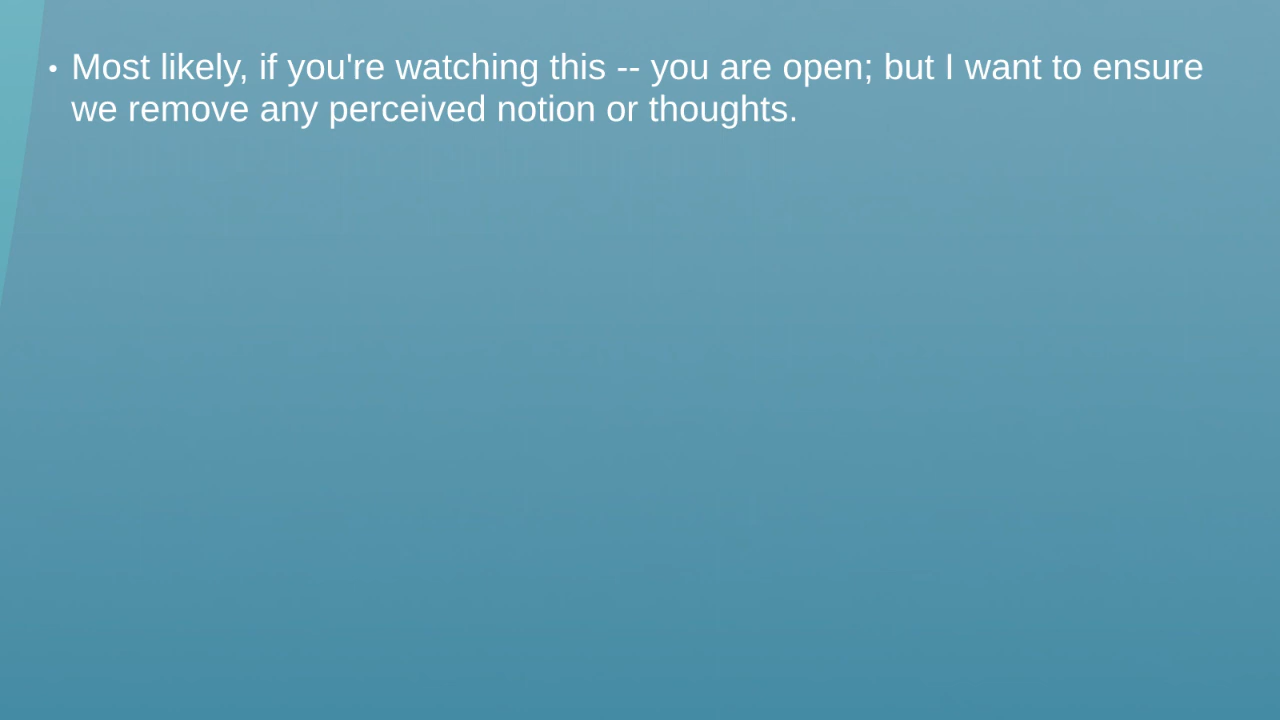 • Most likely, if you're watching this -- you are open; but I want to ensure
we remove any perceived notion or thoughts.